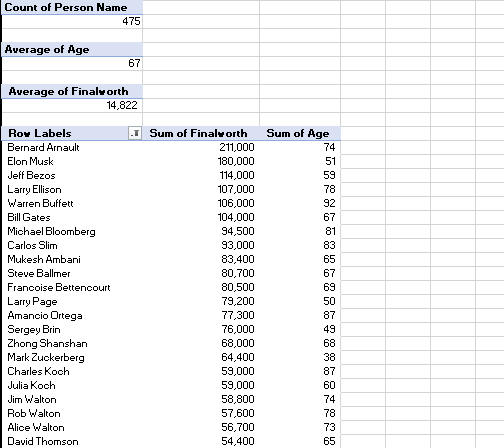 Count of Person Name
475
Average of Age
67
Average of Finalworth
14,822
Row Labels Sum of Finalworth Sum of Age
Bernard Arnault 211,000 74
Elon Musk 180,000 51
Jeff Bezos 114,000 59
Larry Ellison 107,000 78
Warren Buffett 106,000 92
Bill Gates 104,000 67
Michael Bloomberg 94,500 81
Carlos Slim 93,000 83
Mukesh Ambani 83,400 65
Steve Ballmer 80,700 67
Francoise Bettencourt 80,500 69
Larry Page 79,200 50
Amancio Ortega 77,300 87
Sergey Brin 76,000 49
Zhong Shanshan 68,000 68
Mark Zuckerberg 64,400 38
Charles Koch 59,000 87
Julia Koch 59,000 60
Jim Walton 58,800 74
Rob Walton 57,600 78
Alice Walton 56,700 73
David Thomson 54,400 65